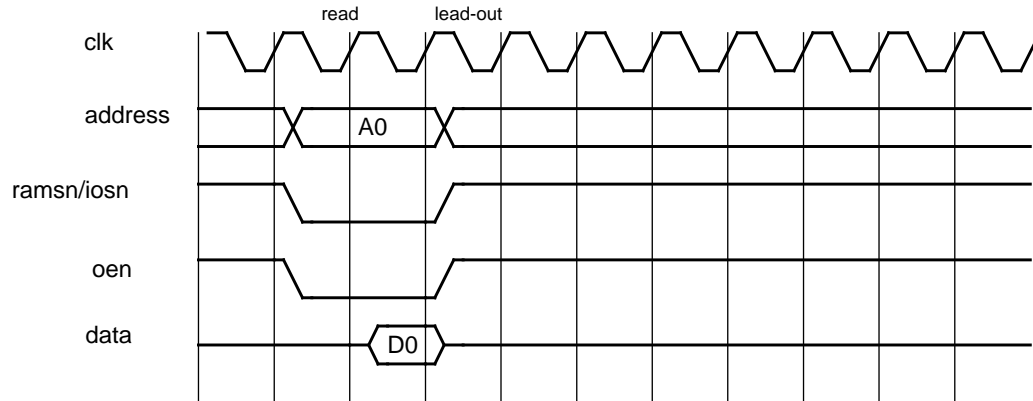 read lead-out
clk
address A0
ramsn/iosn
oen
data D0